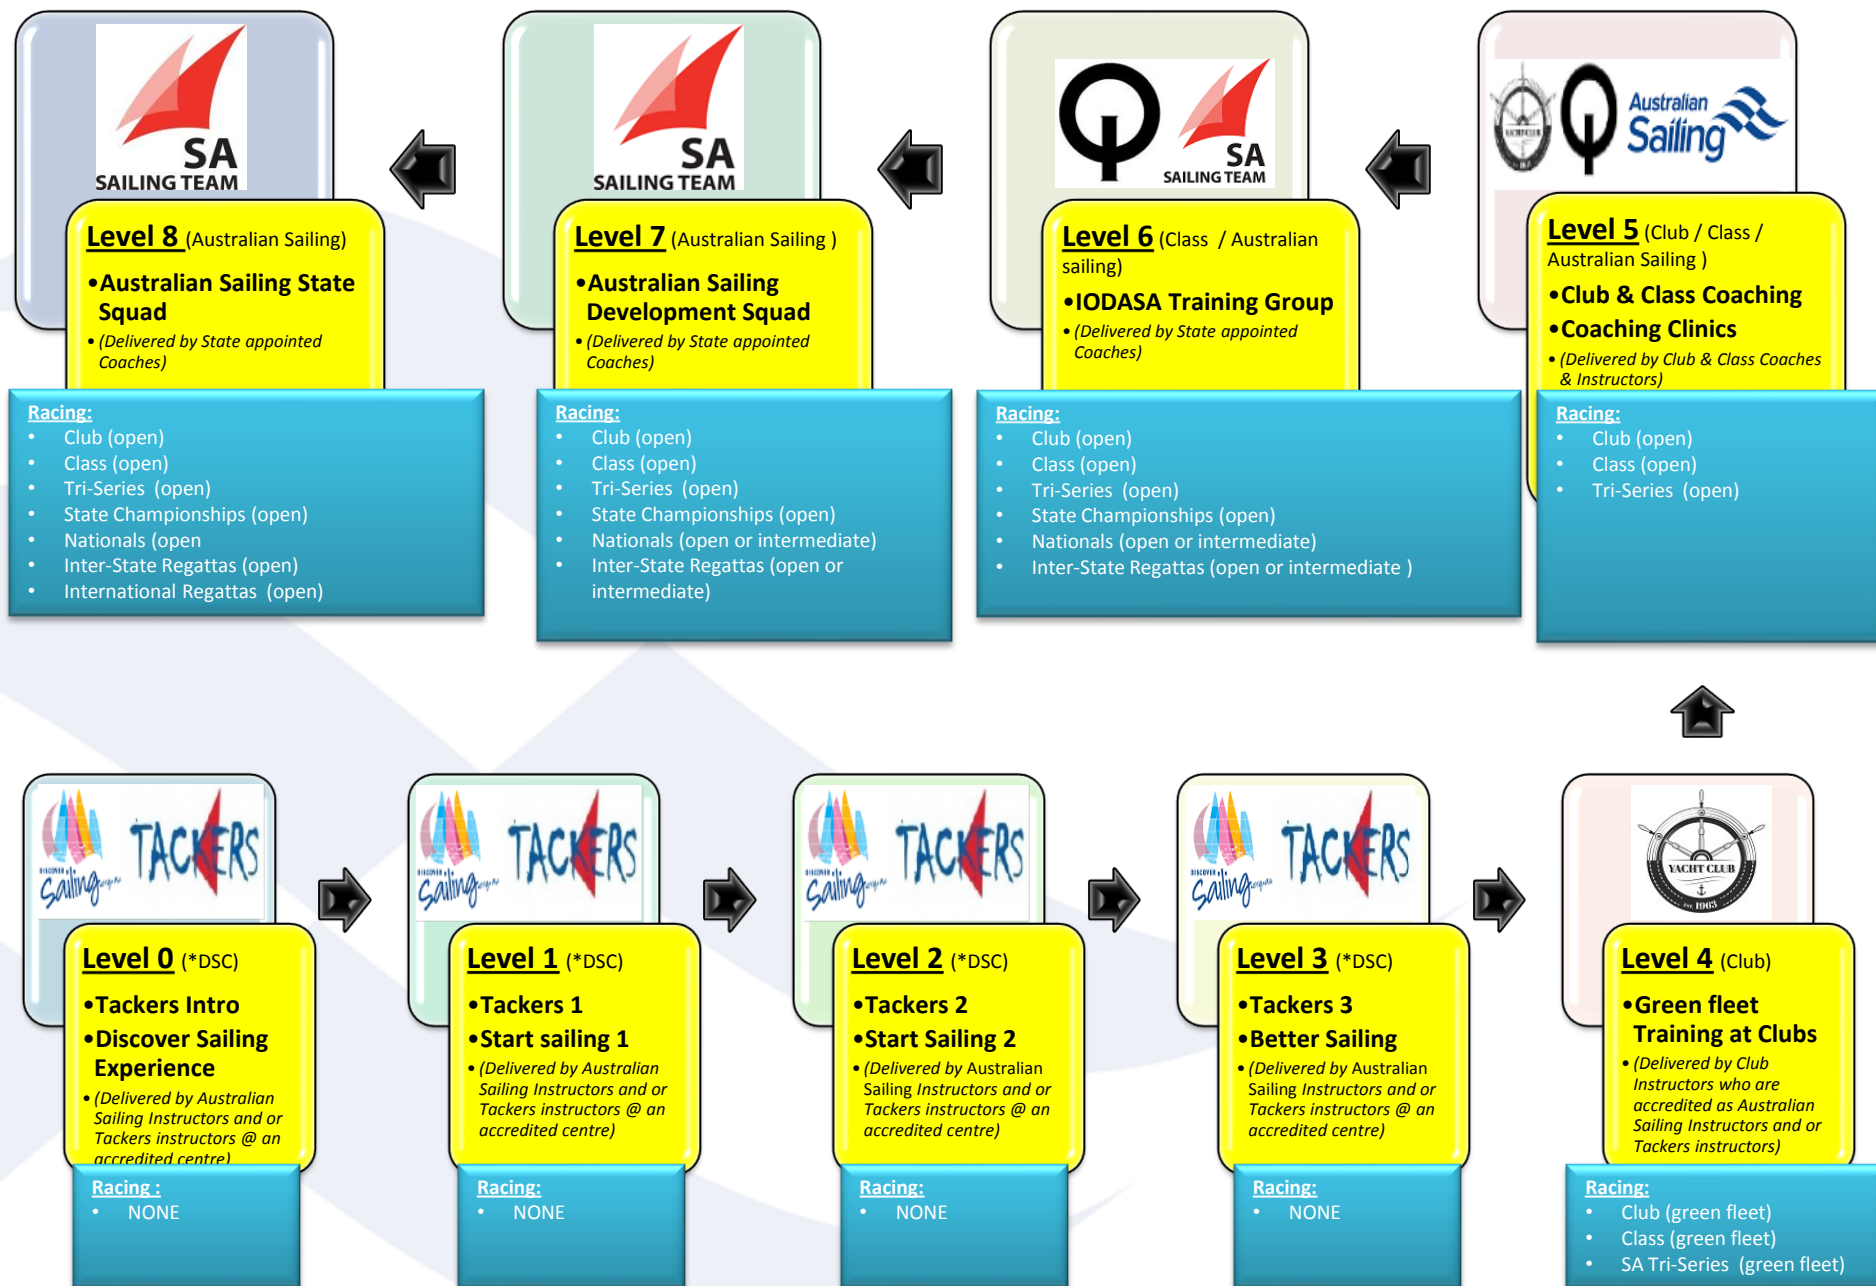 SA
SAILING TEAM
Level 8 (Australian Sailing)
•Australian Sailing State
Squad
• (Delivered by State appointed
Coaches)
Racing:
• Club (open)
• Class (open)
• Tri-Series (open)
• State Championships (open)
• Nationals (open
• Inter-State Regattas (open)
• International Regattas (open)
SA
SAILING TEAM
Level 7 (Australian Sailing )
•Australian Sailing
Development Squad
• (Delivered by State appointed
Coaches)
Racing:
• Club (open)
• Class (open)
• Tri-Series (open)
• State Championships (open)
• Nationals (open or intermediate)
• Inter-State Regattas (open or
intermediate)
SA
SAILING TEAM
Level 6 (Class / Australian
sailing)
•IODASA Training Group
• (Delivered by State appointed
Coaches)
Racing:
• Club (open)
• Class (open)
• Tri-Series (open)
• State Championships (open)
• Nationals (open or intermediate)
• Inter-State Regattas (open or intermediate )
YACHT CLUB
Australian
Sailing
Level 5 (Club / Class /
Australian Sailing )
•Club & Class Coaching
•Coaching Clinics
• (Delivered by Club & Class Coaches
& Instructors)
Racing:
• Club (open)
• Class (open)
• Tri-Series (open)
DISCOVER
Sailing
TACKERS
Level 0 (*DSC)
•Tackers Intro
•Discover Sailing
Experience
• (Delivered by Australian
Sailing Instructors and or
Tackers instructors @ an
accredited centre)
Racing :
• NONE
DISCOVER
Sailing
TACKERS
Level 1 (*DSC)
•Tackers 1
•Start sailing 1
• (Delivered by Australian
Sailing Instructors and or
Tackers instructors @ an
accredited centre)
Racing:
• NONE
DISCOVER
Sailing
TACKERS
Level 2 (*DSC)
•Tackers 2
•Start Sailing 2
• (Delivered by Australian
Sailing Instructors and or
Tackers instructors @ an
accredited centre)
Racing:
• NONE
DISCOVER
Sailing
TACKERS
Level 3 (*DSC)
•Tackers 3
•Better Sailing
• (Delivered by Australian
Sailing Instructors and or
Tackers instructors @ an
accredited centre)
Racing:
• NONE
YACHT CLUB
EST. 1963
Level 4 (Club)
•Green fleet
Training at Clubs
• (Delivered by Club
Instructors who are
accredited as Australian
Sailing Instructors and or
Tackers instructors)
Racing:
• Club (green fleet)
• Class (green fleet)
• SA Tri-Series (green fleet)